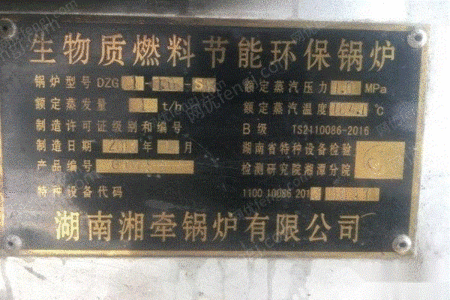 生物质燃料节能环保锅炉
锅炉型号 DZG 额定蒸汽压力 MPa
额定蒸发量 t/h 额定蒸汽温度 ℃
制造许可证级别和编号 B 级 TS2410086-2016
制造日期 月 湖南省特种设备检验
产品编号 检测研究院湘潭分院
特种设备代码 1100 10086 201
湖南湘牵锅炉有限公司